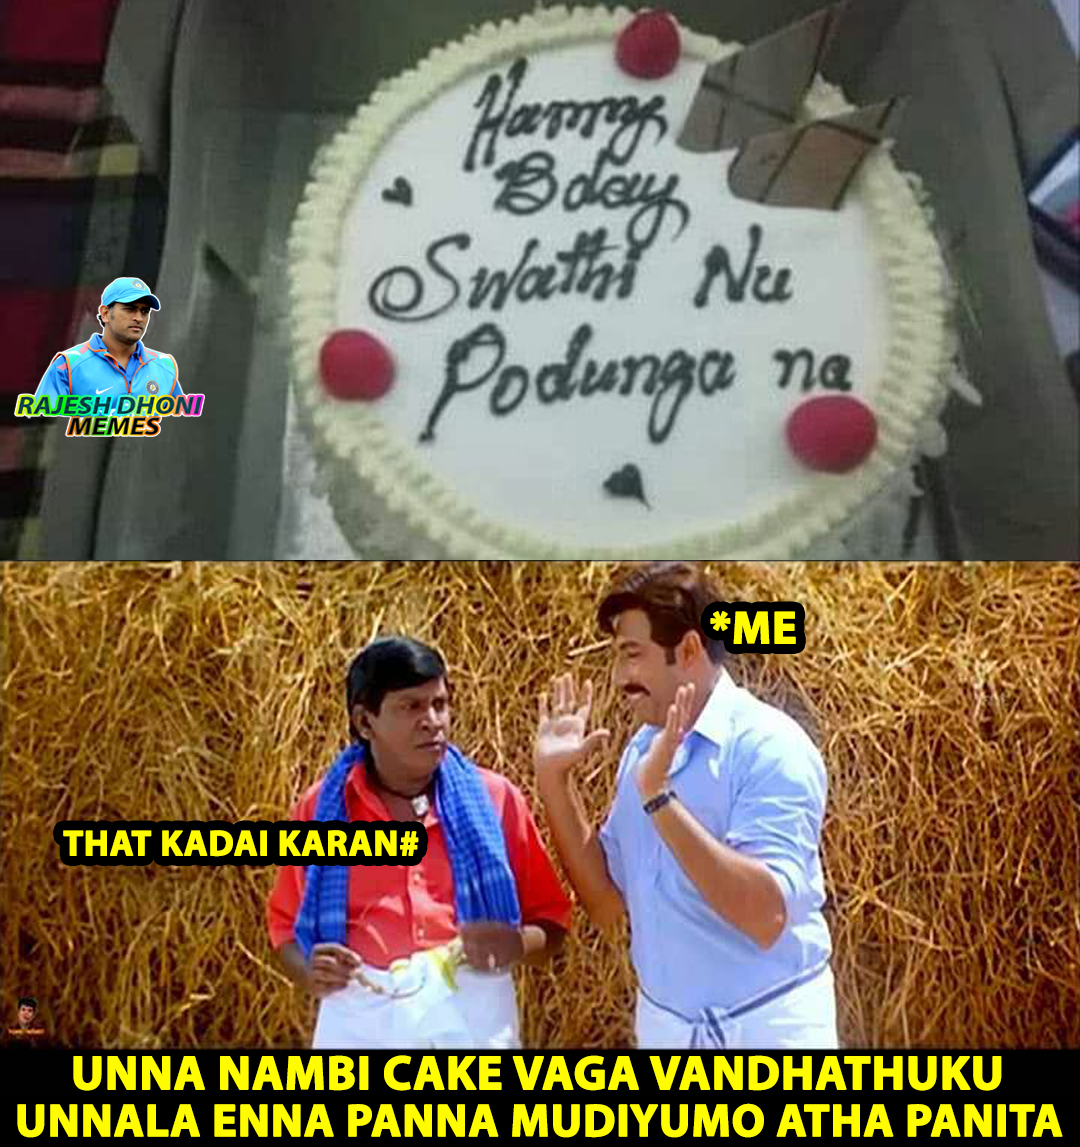 Happy
Bday
Swathi Nu
Podunga na
RAJESH DHONI
MEMES
*ME
THAT KADAI KARAN#
UNNA NAMBI CAKE VAGA VANDHATHUKU
UNNALA ENNA PANNA MUDIYUMO ATHA PANITA